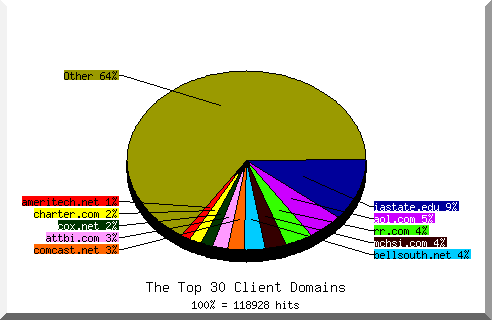 Other 64%
ameritech.net 1%
charter.com 2%
cox.net 2%
attbi.com 3%
comcast.net 3%
iastate.edu 9%
aol.com 5%
rr.com 4%
mchsi.com 4%
bellsouth.net 4%
The Top 30 Client Domains
100% = 118928 hits